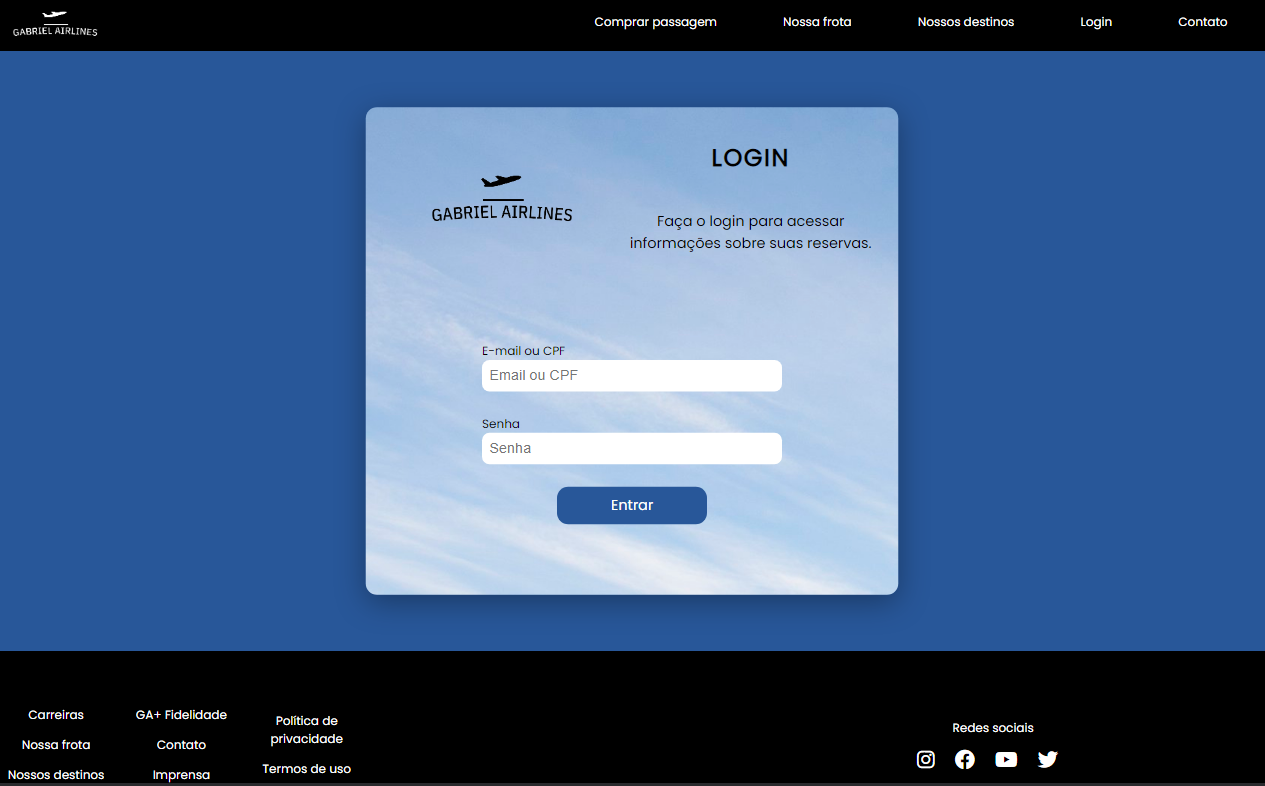 GABRIEL AIRLINES
Comprar passagem
Nossa frota
Nossos destinos
Login
Contato
GABRIEL AIRLINES
LOGIN
Faça o login para acessar
informações sobre suas reservas.
E-mail ou CPF
Email ou CPF
Senha
Senha
Entrar
Carreiras
Nossa frota
Nossos destinos
GA+ Fidelidade
Contato
Imprensa
Política de
privacidade
Termos de uso
Redes sociais